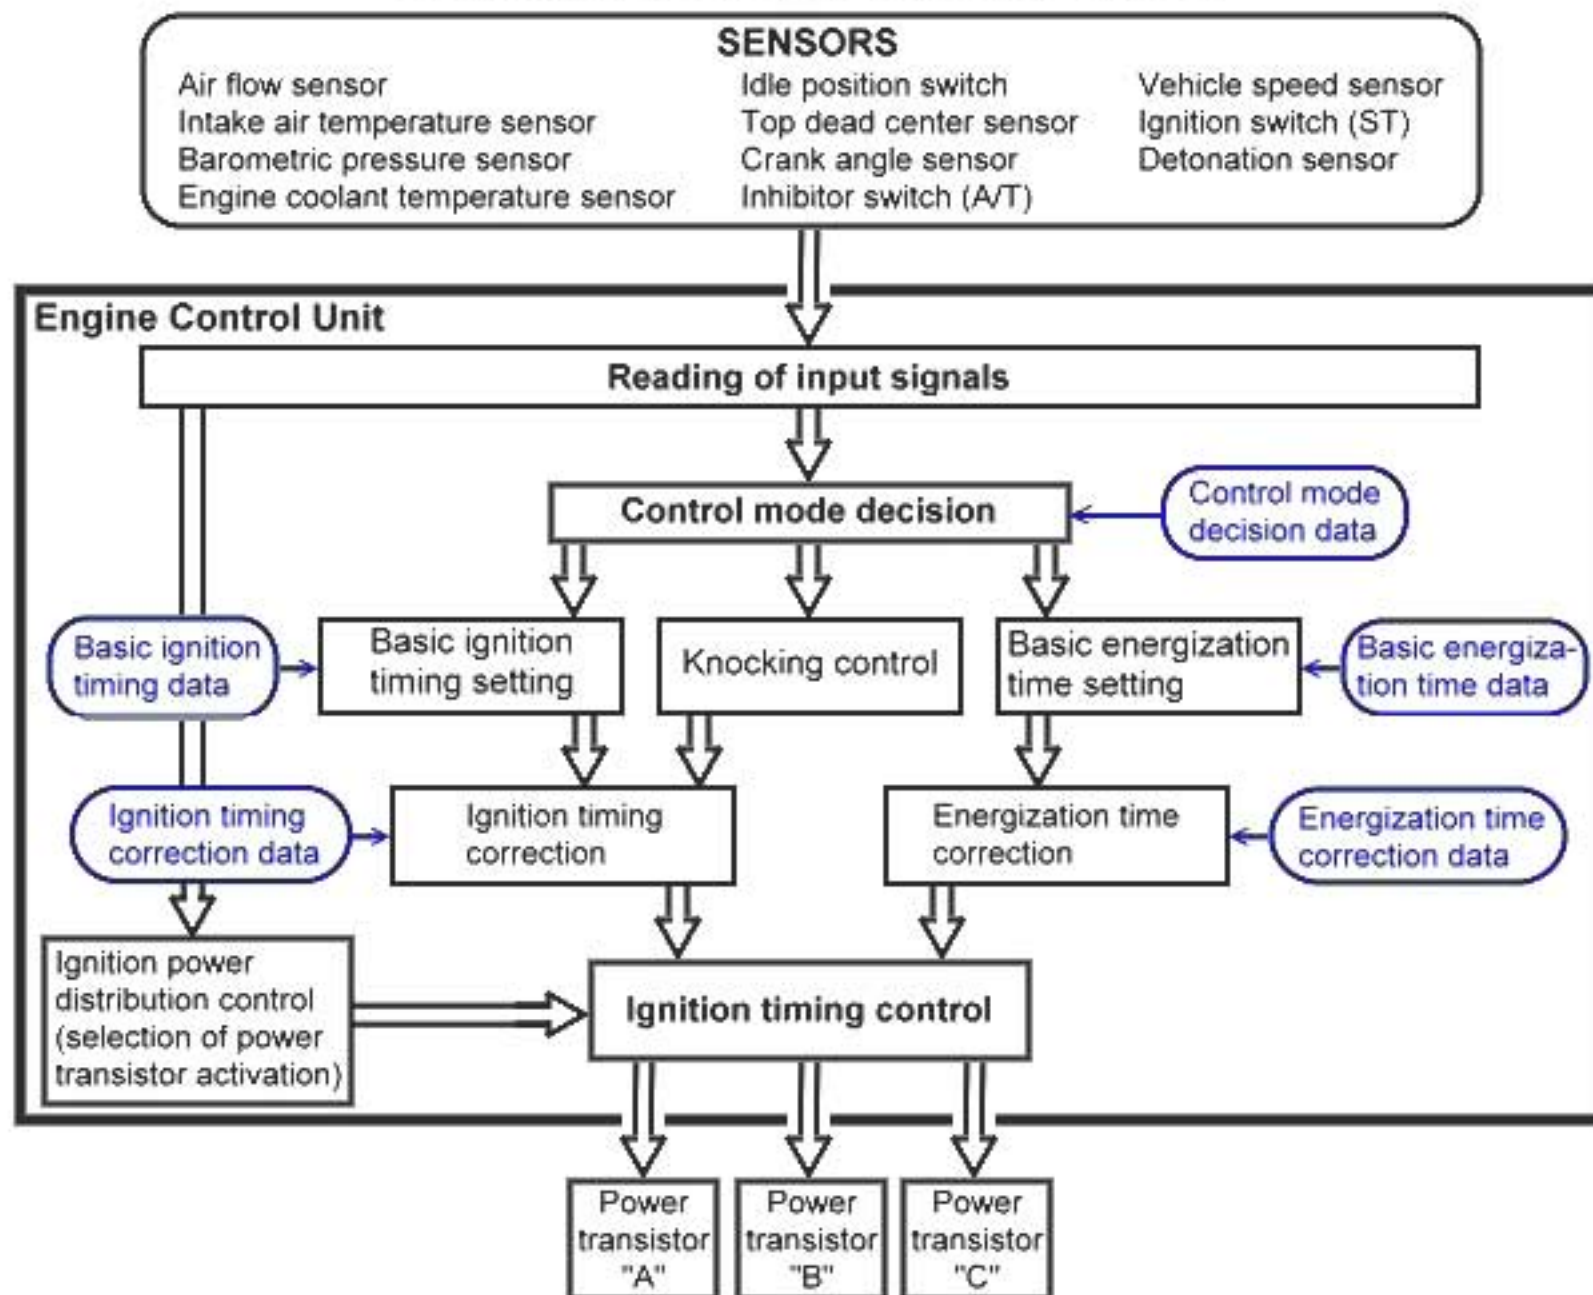 SENSORS
Air flow sensor
Intake air temperature sensor
Barometric pressure sensor
Engine coolant temperature sensor
Idle position switch
Top dead center sensor
Crank angle sensor
Inhibitor switch (A/T)
Vehicle speed sensor
Ignition switch (ST)
Detonation sensor
Engine Control Unit
Reading of input signals
Control mode decision
Control mode
decision data
Basic ignition
timing data
Basic ignition
timing setting
Knocking control
Basic energization
time setting
Basic energiza-
tion time data
Ignition timing
correction data
Ignition timing
correction
Energization time
correction
Energization time
correction data
Ignition power
distribution control
(selection of power
transistor activation)
Ignition timing control
Power
transistor
"A"
Power
transistor
"B"
Power
transistor
"C"